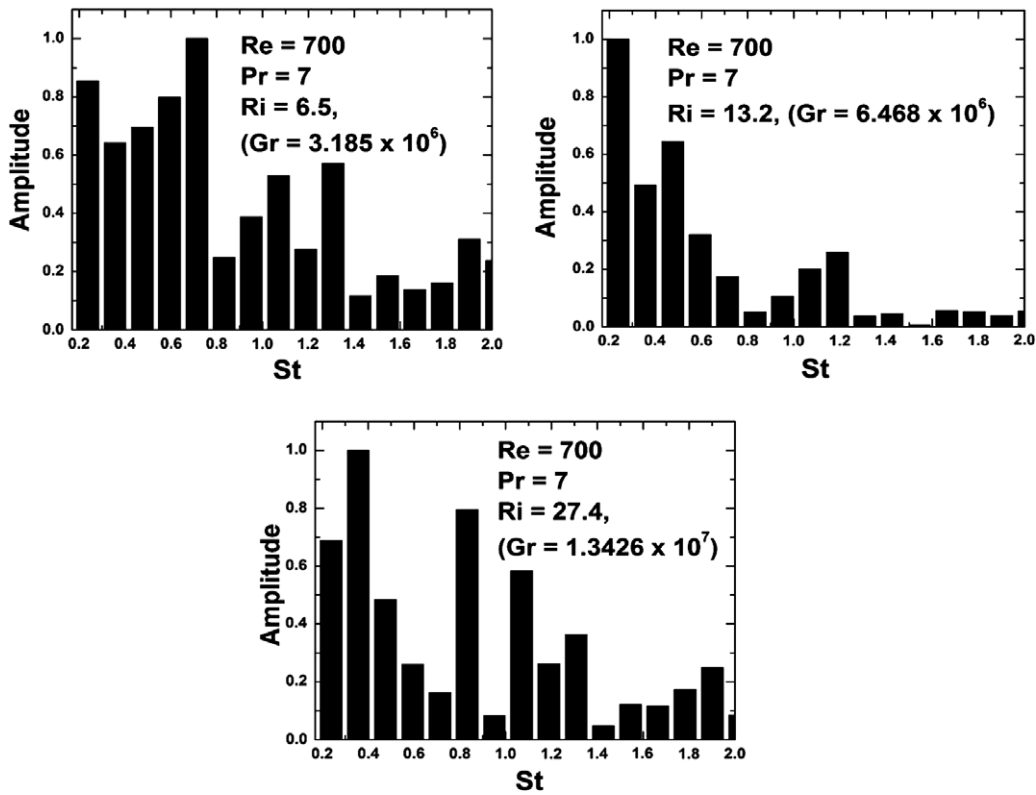 Amplitude
1.0
0.8
0.6
0.4
0.2
0.0
Re = 700
Pr = 7
Ri = 6.5,
(Gr = 3.185 x 10⁶)
0.2 0.4 0.6 0.8 1.0 1.2 1.4 1.6 1.8 2.0
St
Amplitude
1.0
0.8
0.6
0.4
0.2
0.0
Re = 700
Pr = 7
Ri = 13.2, (Gr = 6.468 x 10⁶)
0.2 0.4 0.6 0.8 1.0 1.2 1.4 1.6 1.8 2.0
St
Amplitude
1.0
0.8
0.6
0.4
0.2
0.0
Re = 700
Pr = 7
Ri = 27.4,
(Gr = 1.3426 x 10⁷)
0.2 0.4 0.6 0.8 1.0 1.2 1.4 1.6 1.8 2.0
St